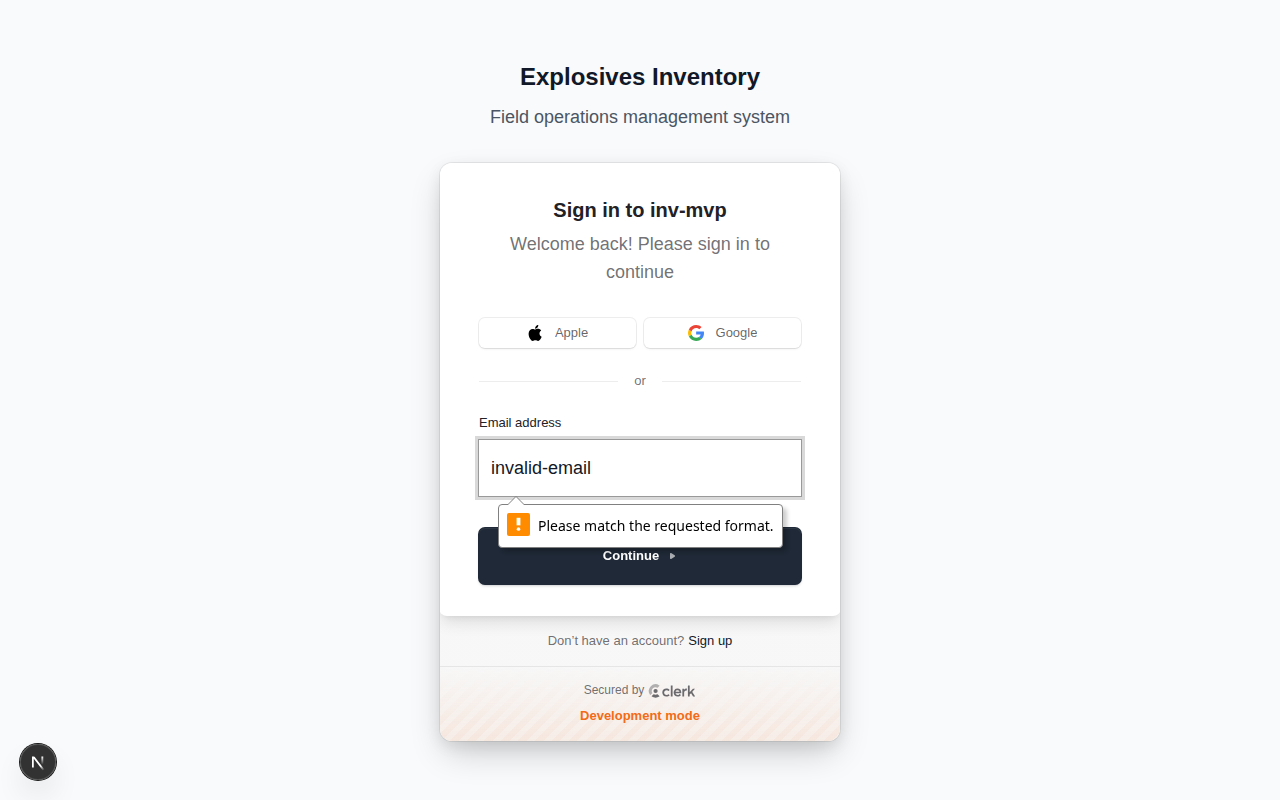 Explosives Inventory
Field operations management system
Sign in to inv-mvp
Welcome back! Please sign in to
continue
Apple
Google
or
Email address
invalid-email
Please match the requested format.
Continue
Don’t have an account? Sign up
Secured by clerk
Development mode
N